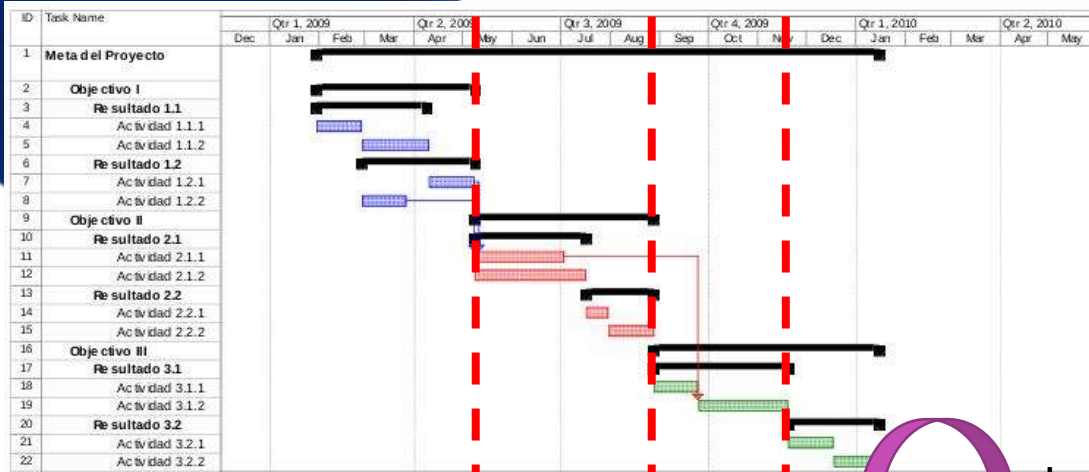 ID Task Name Qtr 1, 2009 Qtr 2, 2009 Qtr 3, 2009 Qtr 4, 2009 Qtr 1, 2010 Qtr 2, 2010
Dec Jan Feb Mar Apr May Jun Jul Aug Sep Oct Nov Dec Jan Feb Mar Apr May
1 Meta del Proyecto
2 Objectivo I
3 Resultado 1.1
4 Actividad 1.1.1
5 Actividad 1.1.2
6 Resultado 1.2
7 Actividad 1.2.1
8 Actividad 1.2.2
9 Objectivo II
10 Resultado 2.1
11 Actividad 2.1.1
12 Actividad 2.1.2
13 Resultado 2.2
14 Actividad 2.2.1
15 Actividad 2.2.2
16 Objectivo III
17 Resultado 3.1
18 Actividad 3.1.1
19 Actividad 3.1.2
20 Resultado 3.2
21 Actividad 3.2.1
22 Actividad 3.2.2